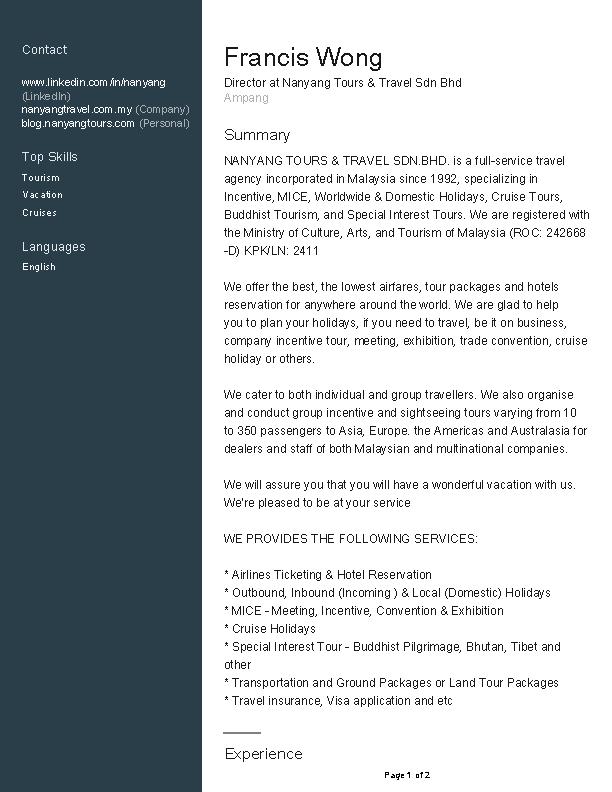 Contact
www.linkedin.com/in/nanyang
(LinkedIn)
nanyangtravel.com.my (Company)
blog.nanyangtours.com (Personal)
Top Skills
Tourism
Vacation
Cruises
Languages
English
Francis Wong
Director at Nanyang Tours & Travel Sdn Bhd
Ampang
Summary
NANYANG TOURS & TRAVEL SDN.BHD. is a full-service travel
agency incorporated in Malaysia since 1992, specializing in
Incentive, MICE, Worldwide & Domestic Holidays, Cruise Tours,
Buddhist Tourism, and Special Interest Tours. We are registered with
the Ministry of Culture, Arts, and Tourism of Malaysia (ROC: 242668
-D) KPK/LN: 2411
We offer the best, the lowest airfares, tour packages and hotels
reservation for anywhere around the world. We are glad to help
you to plan your holidays, if you need to travel, be it on business,
company incentive tour, meeting, exhibition, trade convention, cruise
holiday or others.
We cater to both individual and group travellers. We also organise
and conduct group incentive and sightseeing tours varying from 10
to 350 passengers to Asia, Europe. the Americas and Australasia for
dealers and staff of both Malaysian and multinational companies.
We will assure you that you will have a wonderful vacation with us.
We're pleased to be at your service
WE PROVIDES THE FOLLOWING SERVICES:
* Airlines Ticketing & Hotel Reservation
* Outbound, Inbound (Incoming ) & Local (Domestic) Holidays
* MICE - Meeting, Incentive, Convention & Exhibition
* Cruise Holidays
* Special Interest Tour - Buddhist Pilgrimage, Bhutan, Tibet and
other
* Transportation and Ground Packages or Land Tour Packages
* Travel insurance, Visa application and etc
Experience
Page 1 of 2